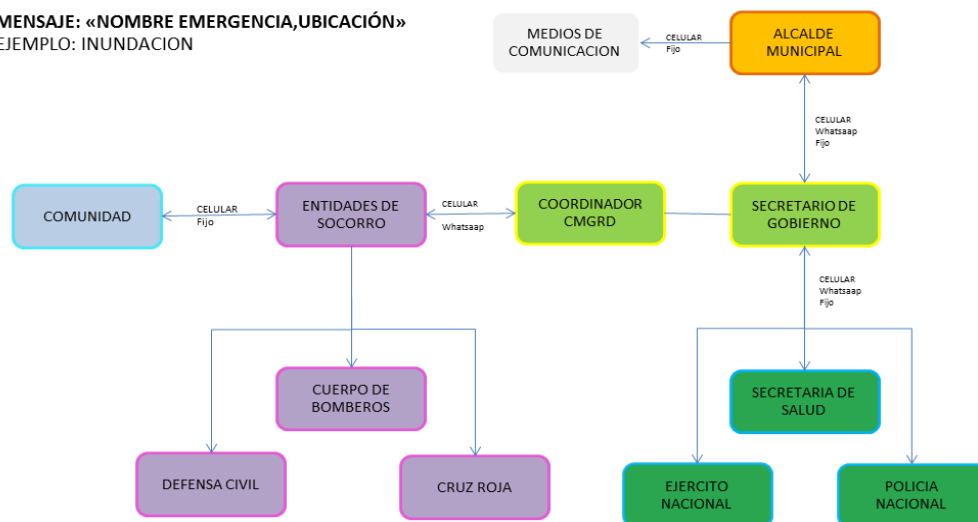 MENSAJE: «NOMBRE EMERGENCIA,UBICACIÓN»
EJEMPLO: INUNDACION
MEDIOS DE
COMUNICACION
CELULAR
Fijo
ALCALDE
MUNICIPAL
CELULAR
Whatsaap
Fijo
COMUNIDAD
CELULAR
Fijo
ENTIDADES DE
SOCORRO
CELULAR
Whatsaap
COORDINADOR
CMGRD
SECRETARIO DE
GOBIERNO
CELULAR
Whatsaap
Fijo
CUERPO DE
BOMBEROS
SECRETARIA DE
SALUD
DEFENSA CIVIL
CRUZ ROJA
EJERCITO
NACIONAL
POLICIA
NACIONAL